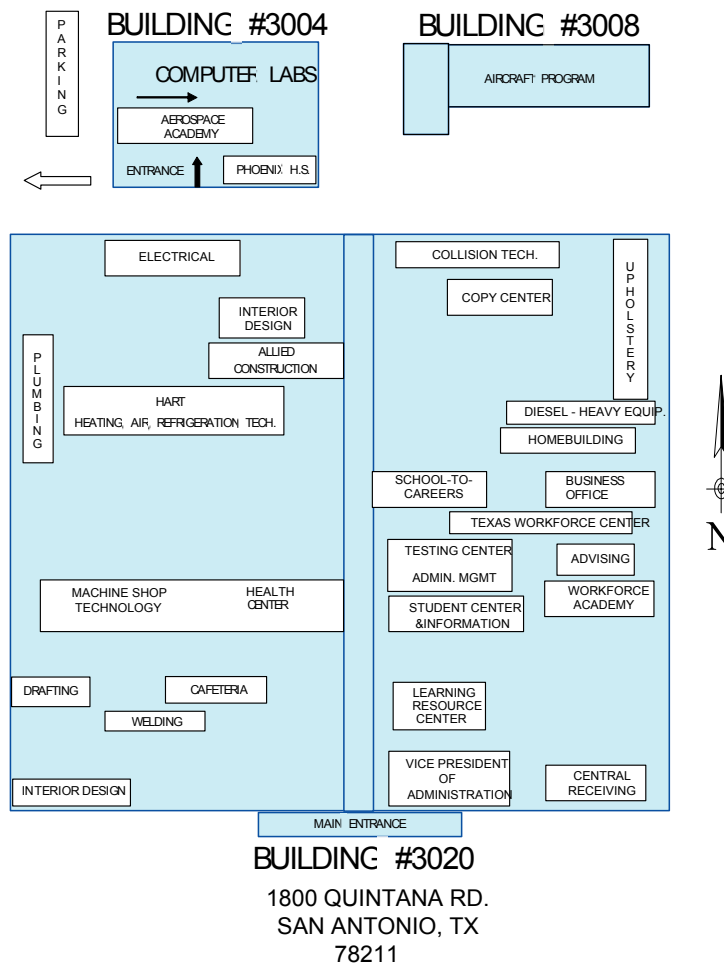 PARKING
BUILDING #3004
COMPUTER LABS
AEROSPACE
ACADEMY
ENTRANCE
PHOENIX H.S.
BUILDING #3008
AIRCRAFT PROGRAM
ELECTRICAL
INTERIOR
DESIGN
ALLIED
CONSTRUCTION
PLUMBING
HART
HEATING, AIR, REFRIGERATION TECH.
MACHINE SHOP
TECHNOLOGY
HEALTH
CENTER
DRAFTING
CAFETERIA
WELDING
INTERIOR DESIGN
COLLISION TECH.
COPY CENTER
UPHOLSTERY
DIESEL - HEAVY EQUIP.
HOMEBUILDING
SCHOOL-TO-
CAREERS
BUSINESS
OFFICE
TEXAS WORKFORCE CENTER
TESTING CENTER
ADMIN. MGMT
ADVISING
WORKFORCE
ACADEMY
STUDENT CENTER
&INFORMATION
LEARNING
RESOURCE
CENTER
VICE PRESIDENT
OF
ADMINISTRATION
CENTRAL
RECEIVING
N
MAIN ENTRANCE
BUILDING #3020
1800 QUINTANA RD.
SAN ANTONIO, TX
78211